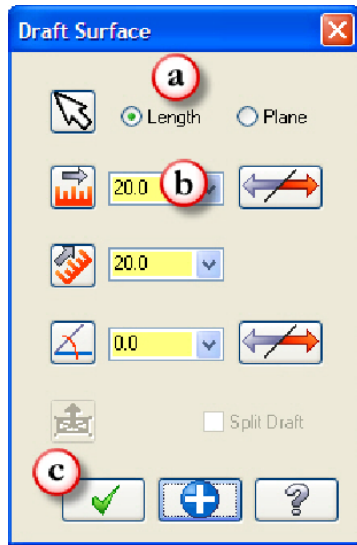 Draft Surface
a
Length Plane
20.0 b
20.0
0.0
Split Draft
c
?